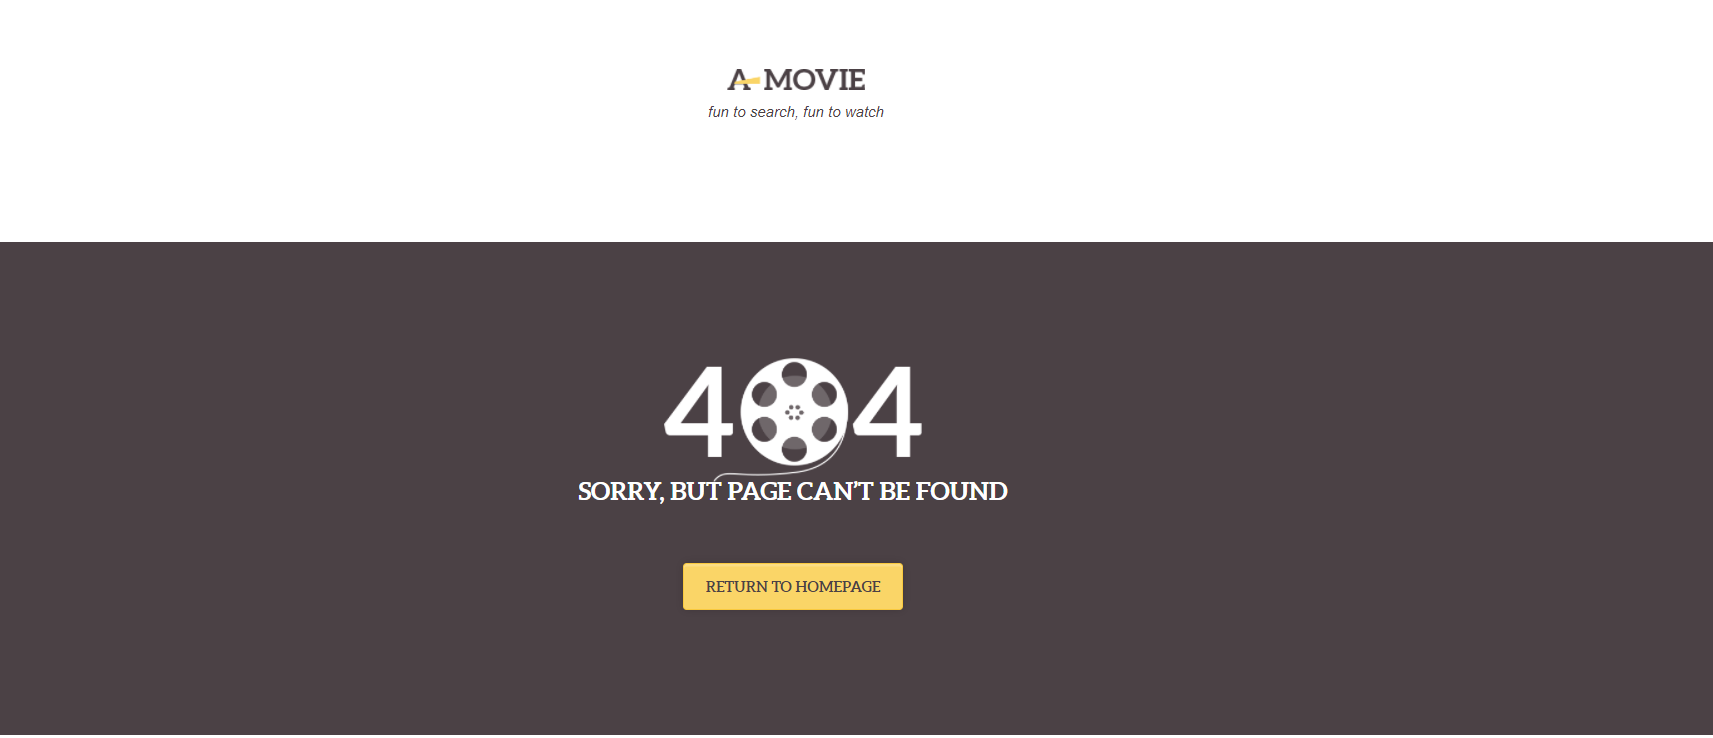 A-MOVIE
fun to search, fun to watch
404
SORRY, BUT PAGE CAN'T BE FOUND
RETURN TO HOMEPAGE